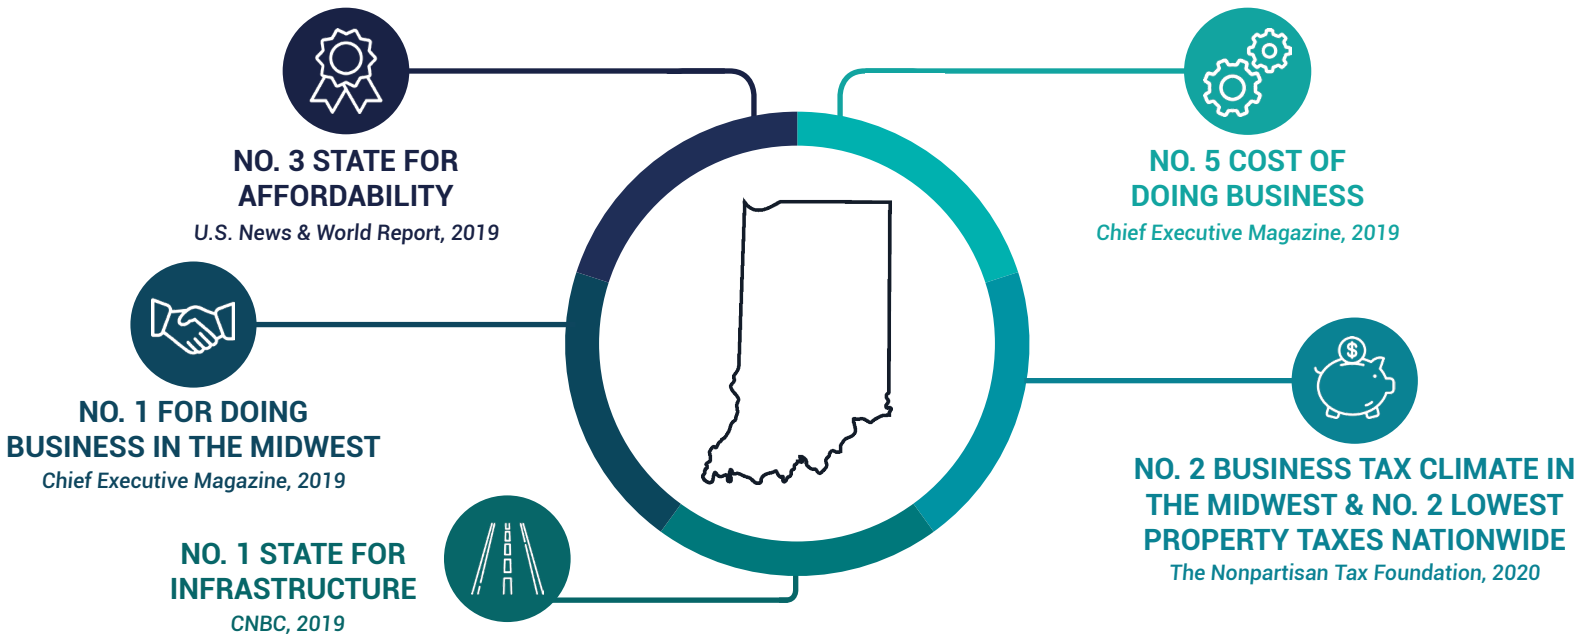 NO. 3 STATE FOR
AFFORDABILITY
U.S. News & World Report, 2019
NO. 5 COST OF
DOING BUSINESS
Chief Executive Magazine, 2019
NO. 1 FOR DOING
BUSINESS IN THE MIDWEST
Chief Executive Magazine, 2019
$
NO. 2 BUSINESS TAX CLIMATE IN
THE MIDWEST & NO. 2 LOWEST
PROPERTY TAXES NATIONWIDE
The Nonpartisan Tax Foundation, 2020
NO. 1 STATE FOR
INFRASTRUCTURE
CNBC, 2019